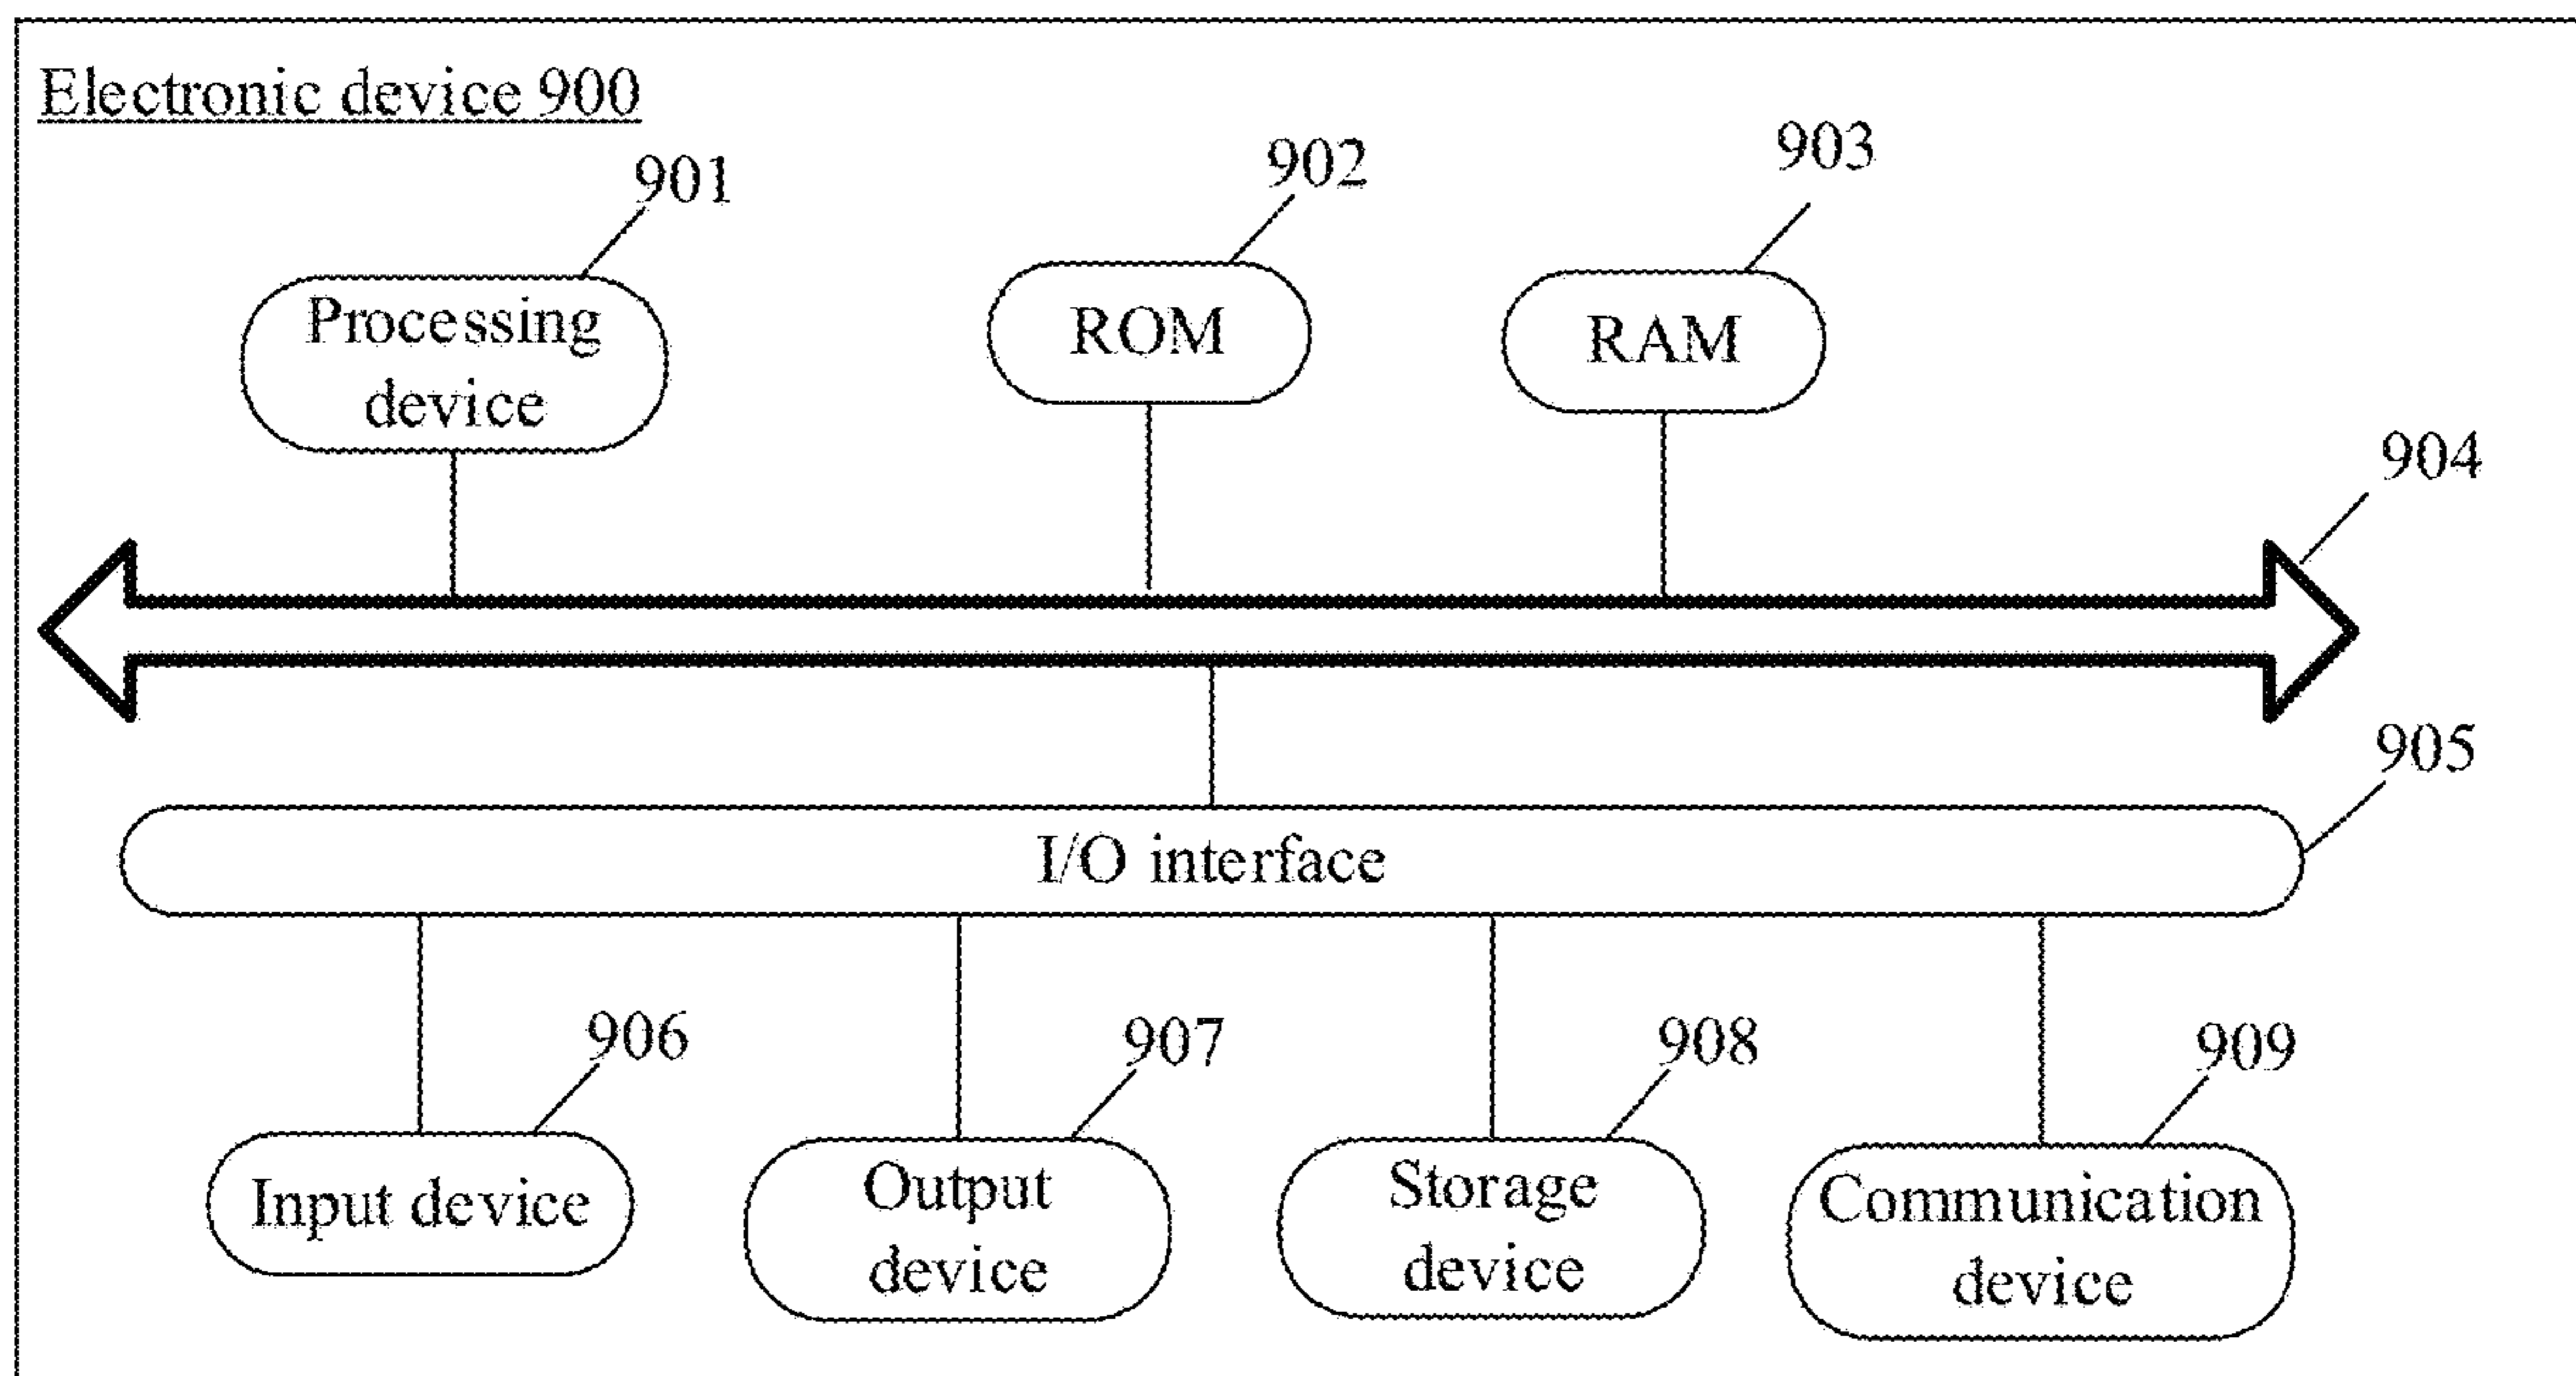 Electronic device 900
901
902
903
Processing
device
ROM
RAM
904
905
I/O interface
906
907
908
909
Input device
Output
device
Storage
device
Communication
device